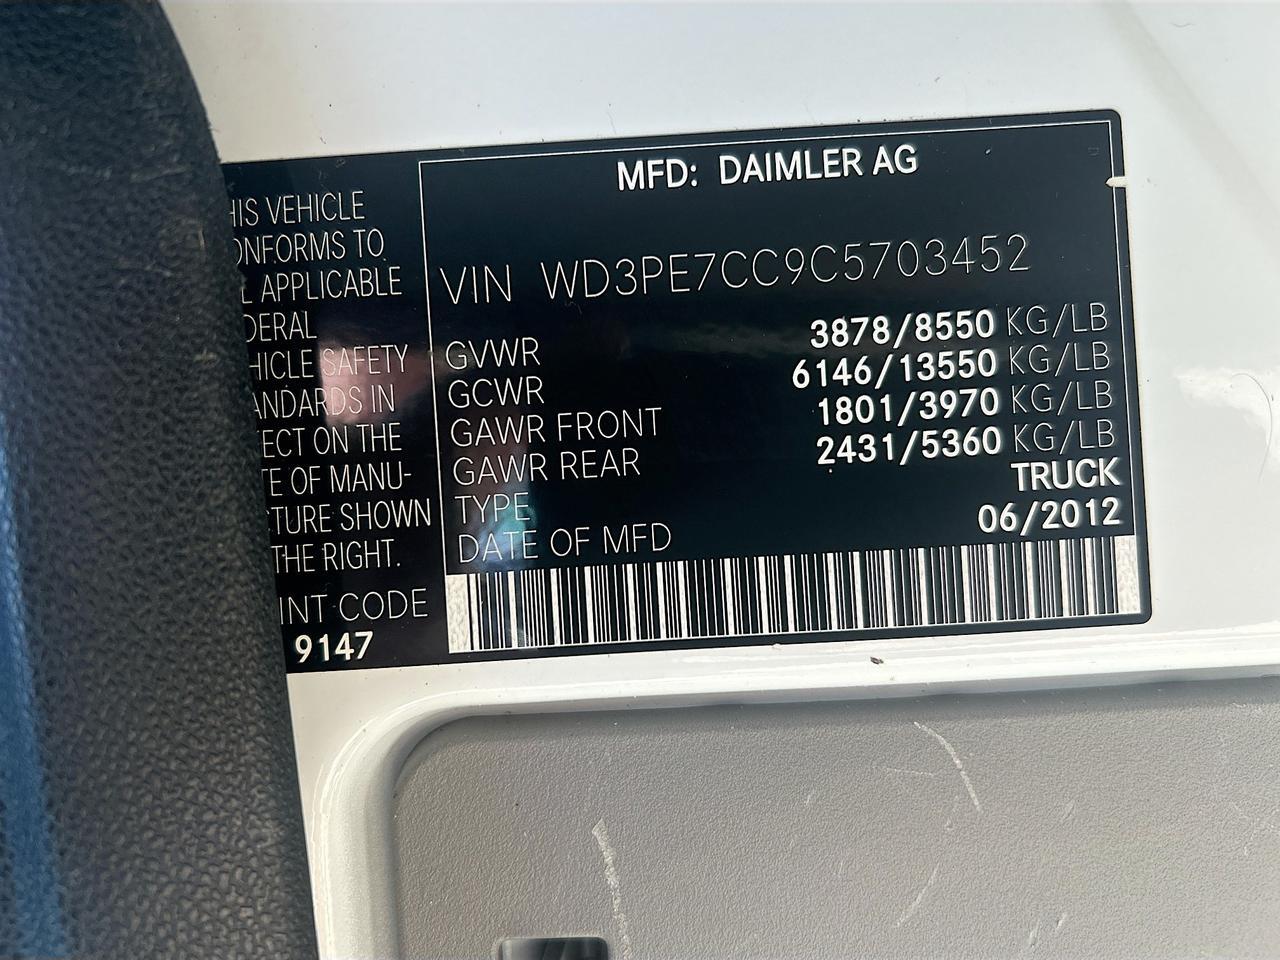 HIS VEHICLE
ONFORMS TO
L APPLICABLE
DERAL
HICLE SAFETY
ANDARDS IN
ECT ON THE
TE OF MANU-
TURE SHOWN
THE RIGHT.
INT CODE
9147
MFD: DAIMLER AG
VIN WD3PE7CC9C5703452
GVWR 3878/8550 KG/LB
GCWR 6146/13550 KG/LB
GAWR FRONT 1801/3970 KG/LB
GAWR REAR 2431/5360 KG/LB
TYPE TRUCK
DATE OF MFD 06/2012